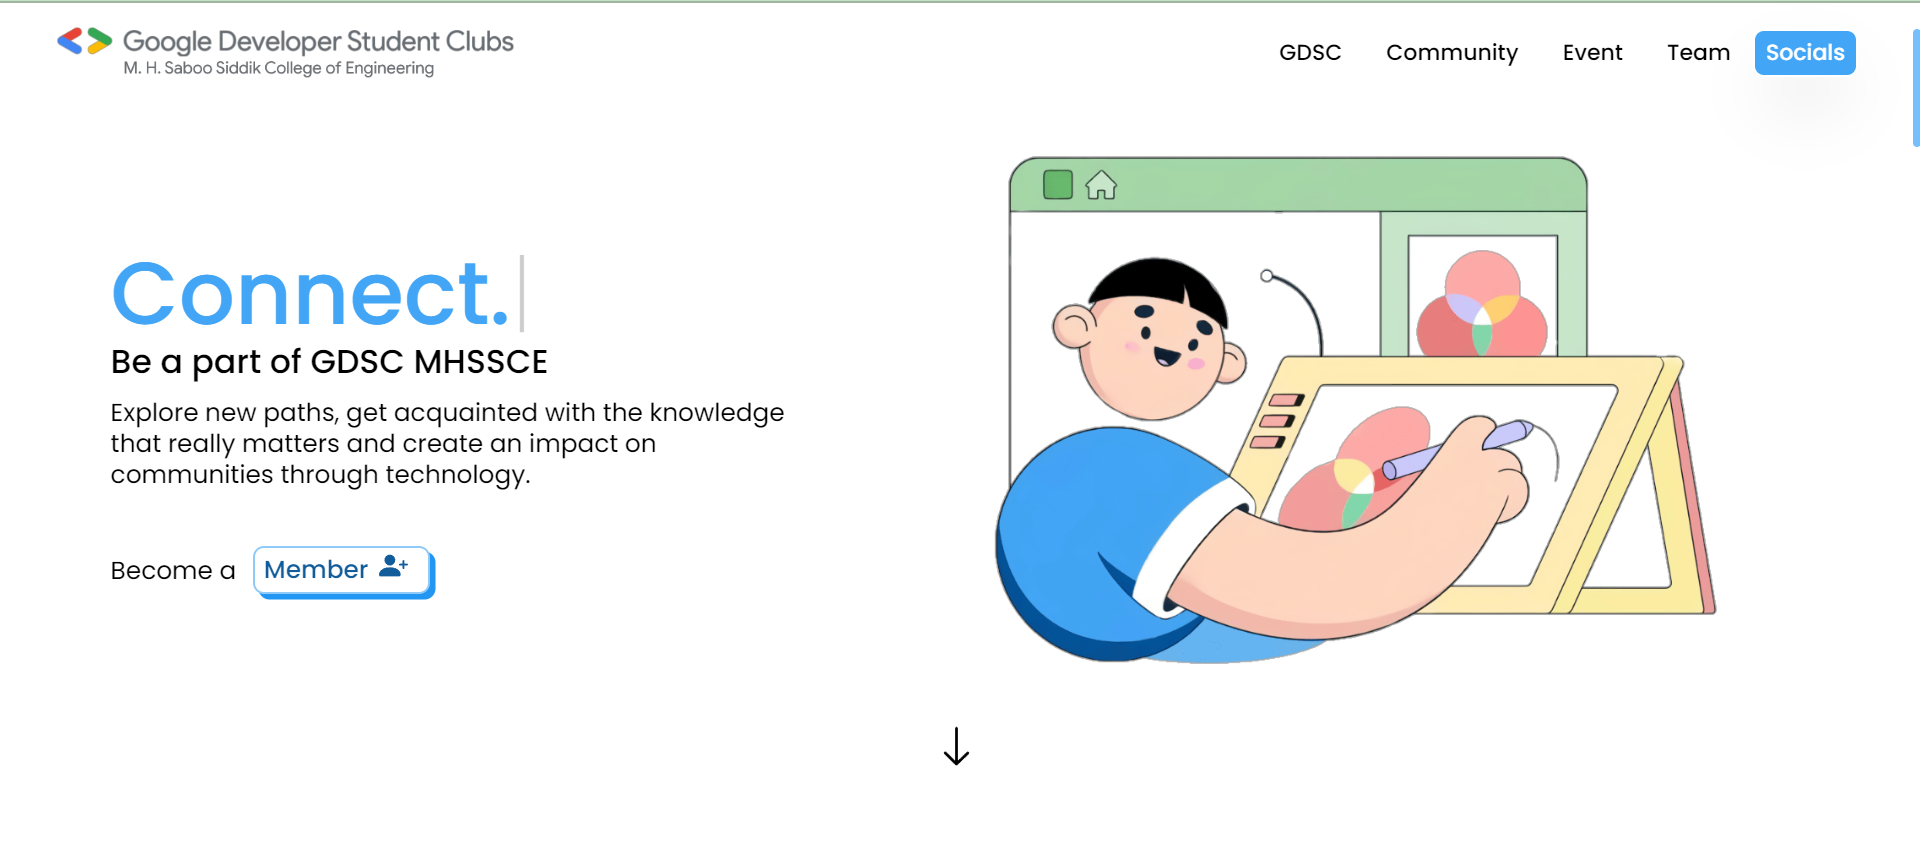 Google Developer Student Clubs
M. H. Saboo Siddik College of Engineering
GDSC Community Event Team Socials
Connect.
Be a part of GDSC MHSSCE
Explore new paths, get acquainted with the knowledge
that really matters and create an impact on
communities through technology.
Become a Member